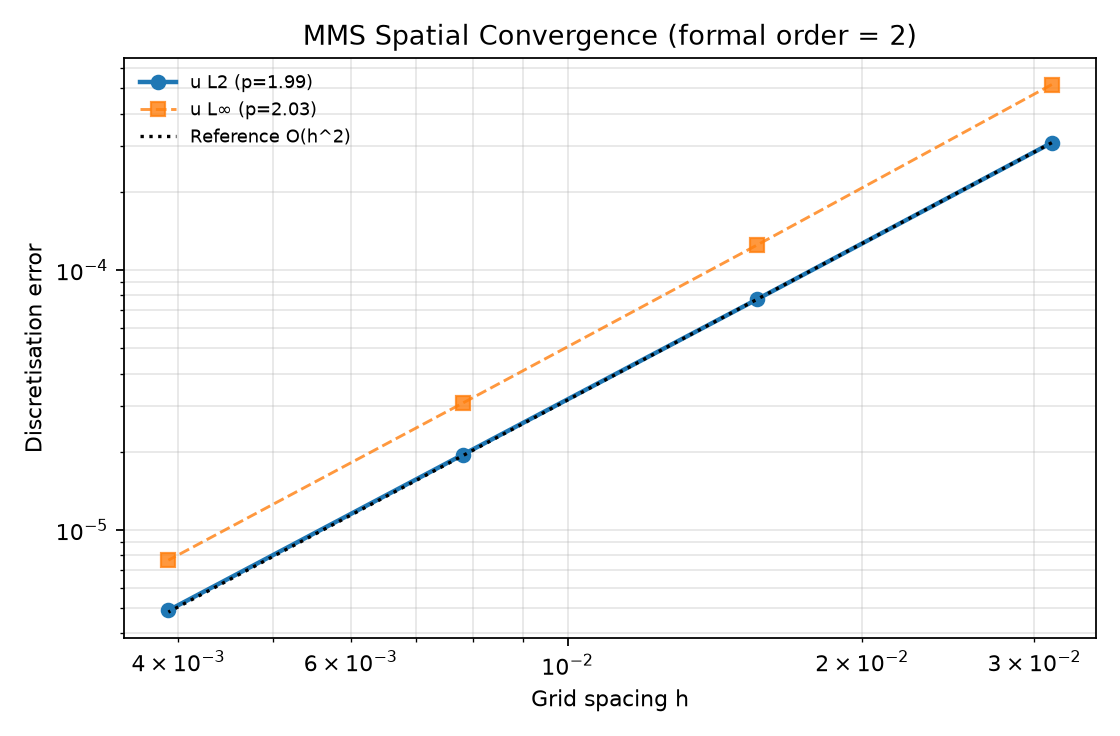 MMS Spatial Convergence (formal order = 2)
u L2 (p=1.99)
u L∞ (p=2.03)
Reference O(h^2)
Discretisation error
10⁻⁴
10⁻⁵
4 × 10⁻³
6 × 10⁻³
10⁻²
2 × 10⁻²
3 × 10⁻²
Grid spacing h